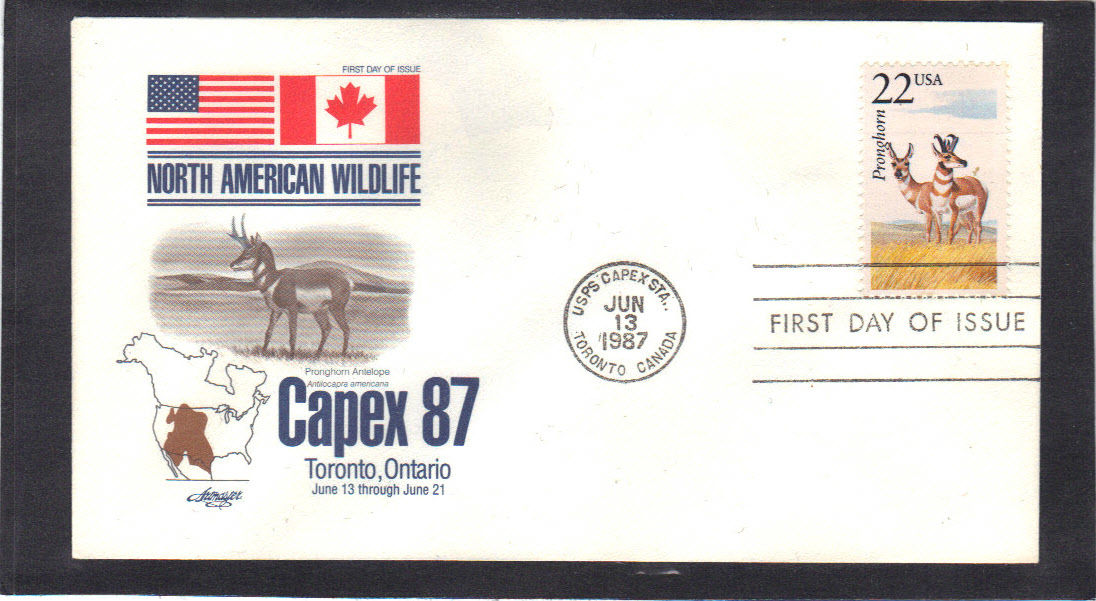 FIRST DAY OF ISSUE
NORTH AMERICAN WILDLIFE
Pronghorn Antelope
Antilocapra americana
Capex 87
Toronto, Ontario
June 13 through June 21
Artmaster
USPS CAPEX STA.
JUN
13
1987
TORONTO CANADA
22 USA
Pronghorn
FIRST DAY OF ISSUE